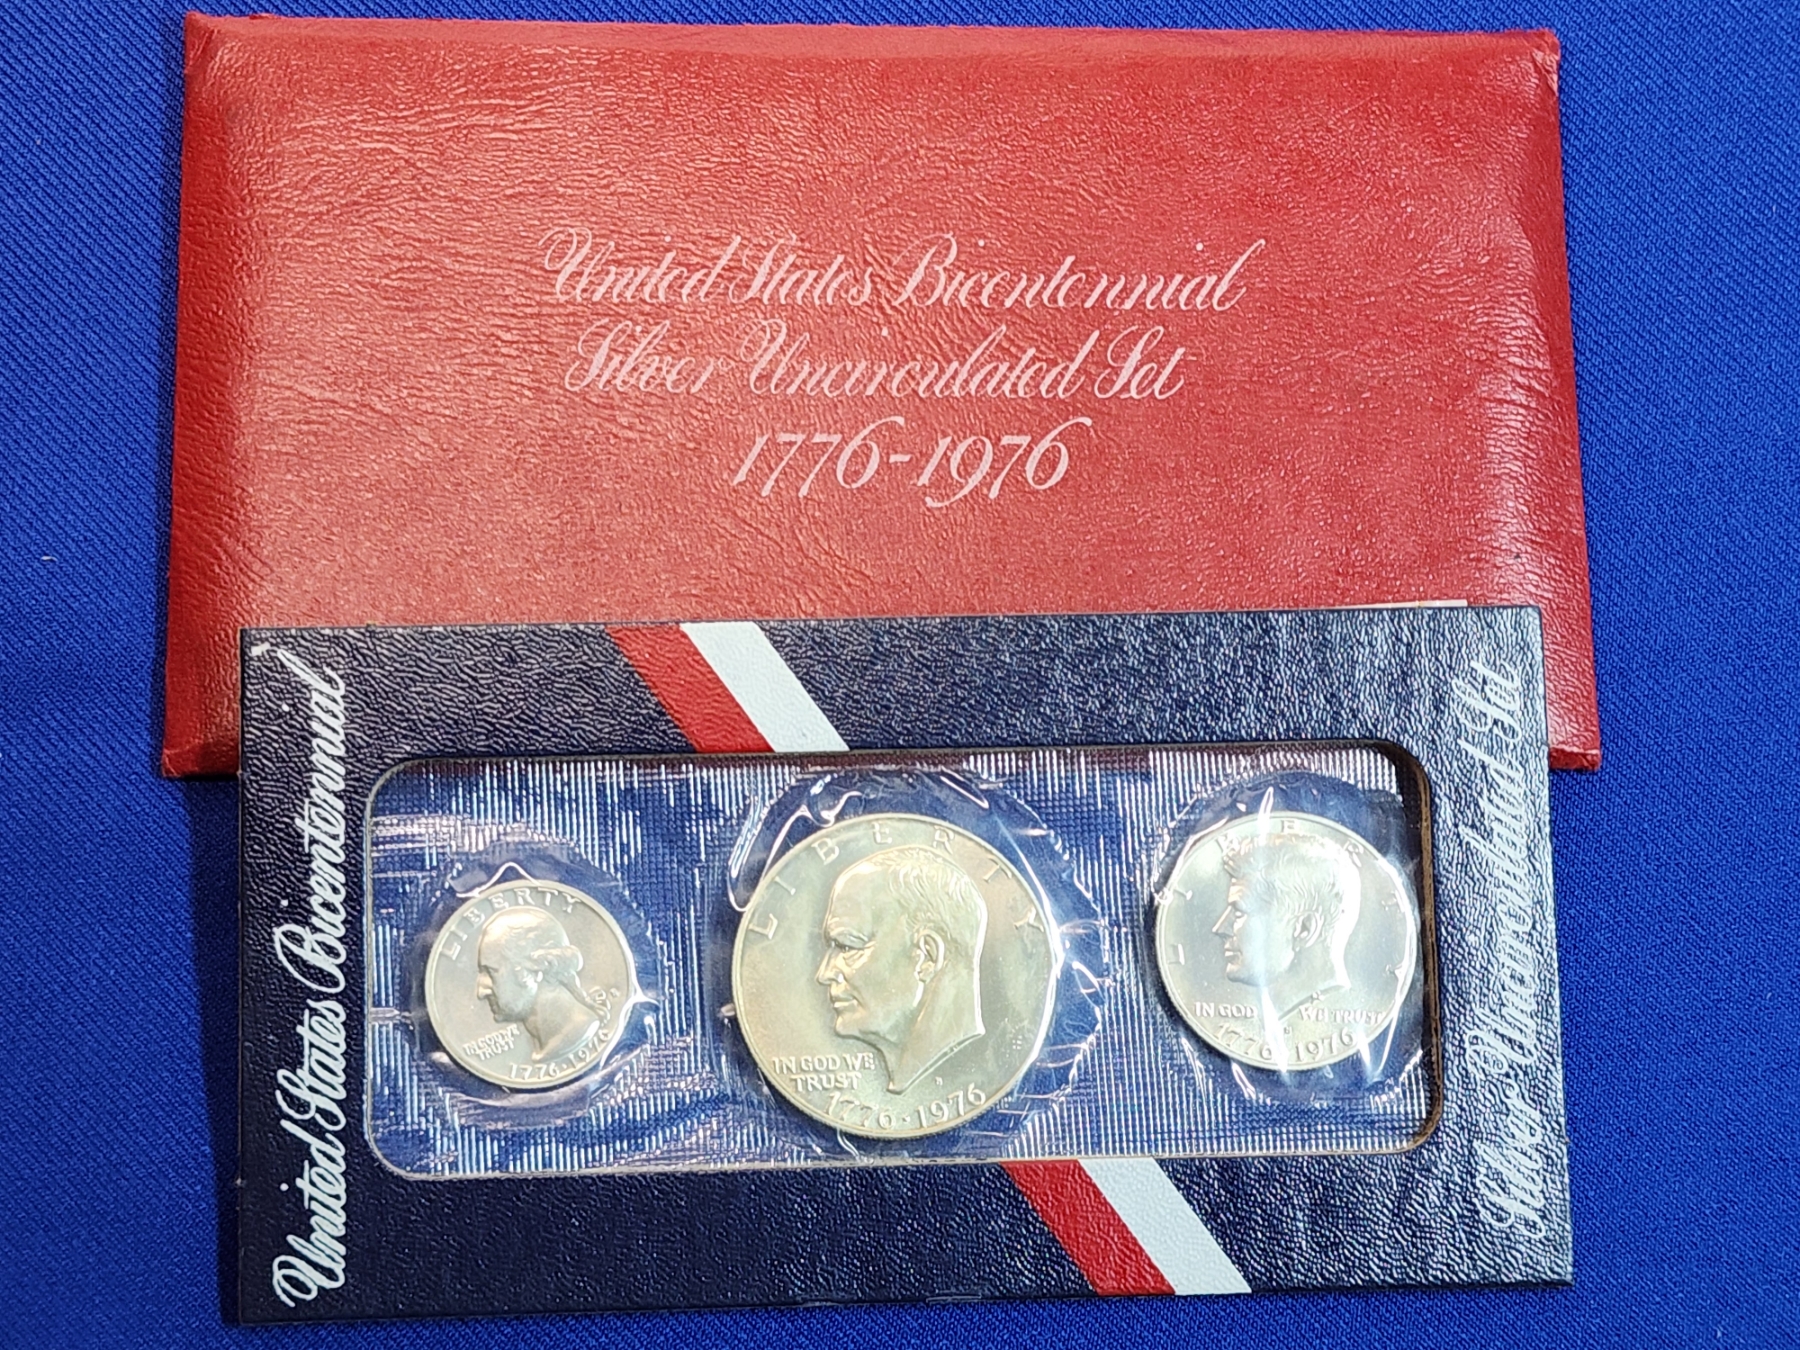 United States Bicentennial
Silver Uncirculated Set
1776-1976
United States Bicentennial
Silver Uncirculated Set
LIBERTY
IN GOD WE
TRUST
1776·1976
LIBERTY
IN GOD WE
TRUST
1776·1976
LIBERTY
IN GOD WE TRUST
1776 1976